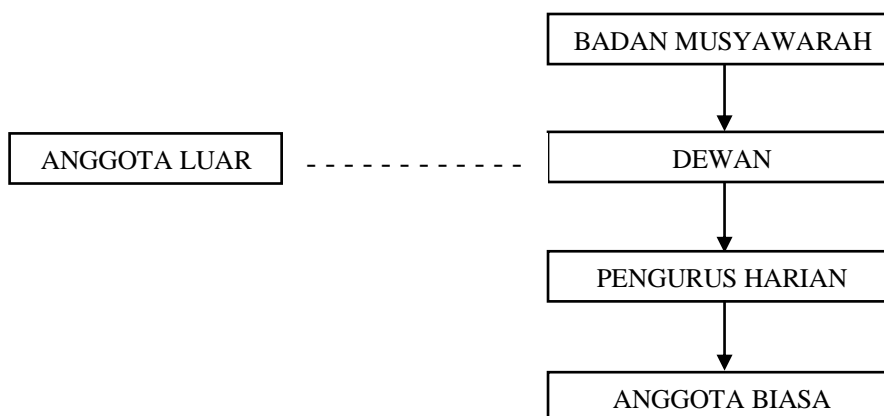 BADAN MUSYAWARAH
ANGGOTA LUAR
DEWAN
PENGURUS HARIAN
ANGGOTA BIASA